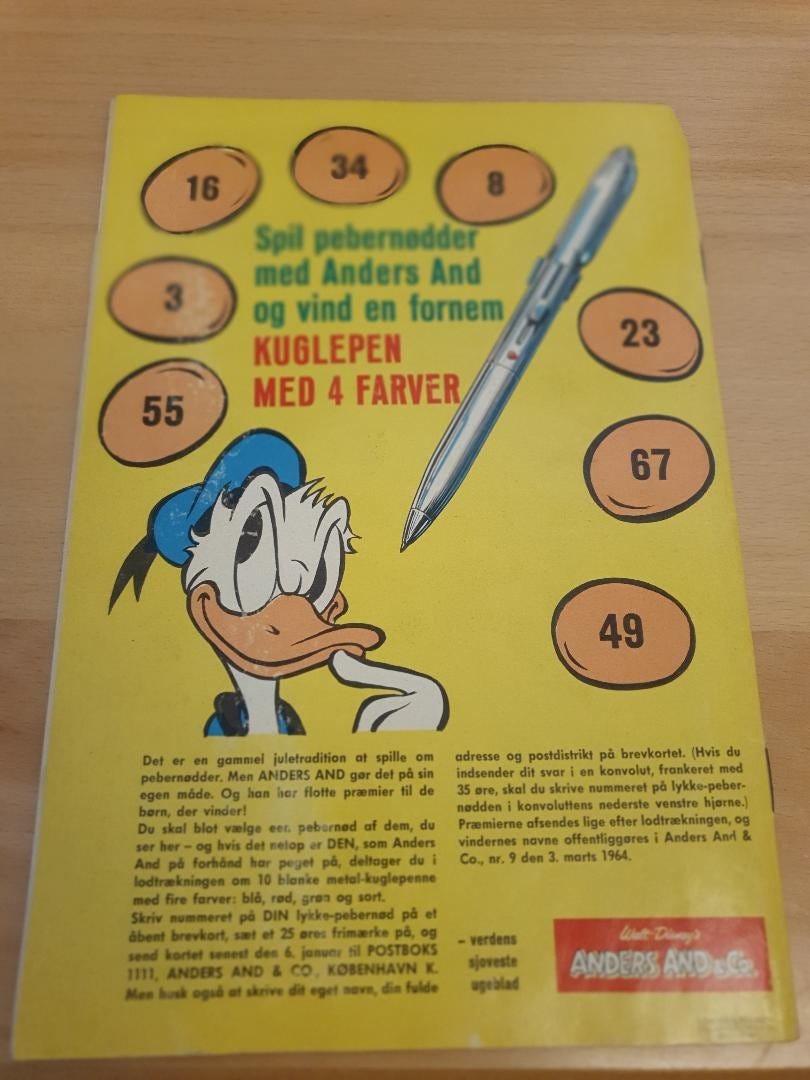 16
34
8
3
55
23
67
49
Spil pebernødder
med Anders And
og vind en fornem
KUGLEPEN
MED 4 FARVER
Det er en gammel juletradition at spille om
pebernødder. Men ANDERS AND gør det på sin
egen måde. Og han har flotte præmier til de
børn, der vinder!
Du skal blot vælge een pebernød af dem, du
ser her – og hvis det netop er DEN, som Anders
And på forhånd har peget på, deltager du i
lodtrækningen om 10 blanke metal-kuglepenne
med fire farver: blå, rød, grøn og sort.
Skriv nummeret på DIN lykke-pebernød på et
åbent brevkort, sæt et 25 øres frimærke på, og
send kortet senest den 6. januar til POSTBOKS
1111, ANDERS AND & CO., KØBENHAVN K.
Men husk også at skrive dit eget navn, din fulde
adresse og postdistrikt på brevkortet. (Hvis du
indsender dit svar i en konvolut, frankeret med
35 øre, skal du skrive nummeret på lykke-peber-
nødden i konvoluttens nederste venstre hjørne.)
Præmierne afsendes lige efter lodtrækningen, og
vindernes navne offentliggøres i Anders And &
Co., nr. 9 den 3. marts 1964.
– verdens
sjoveste
ugeblad
Walt Disney's
ANDERS AND & Co.